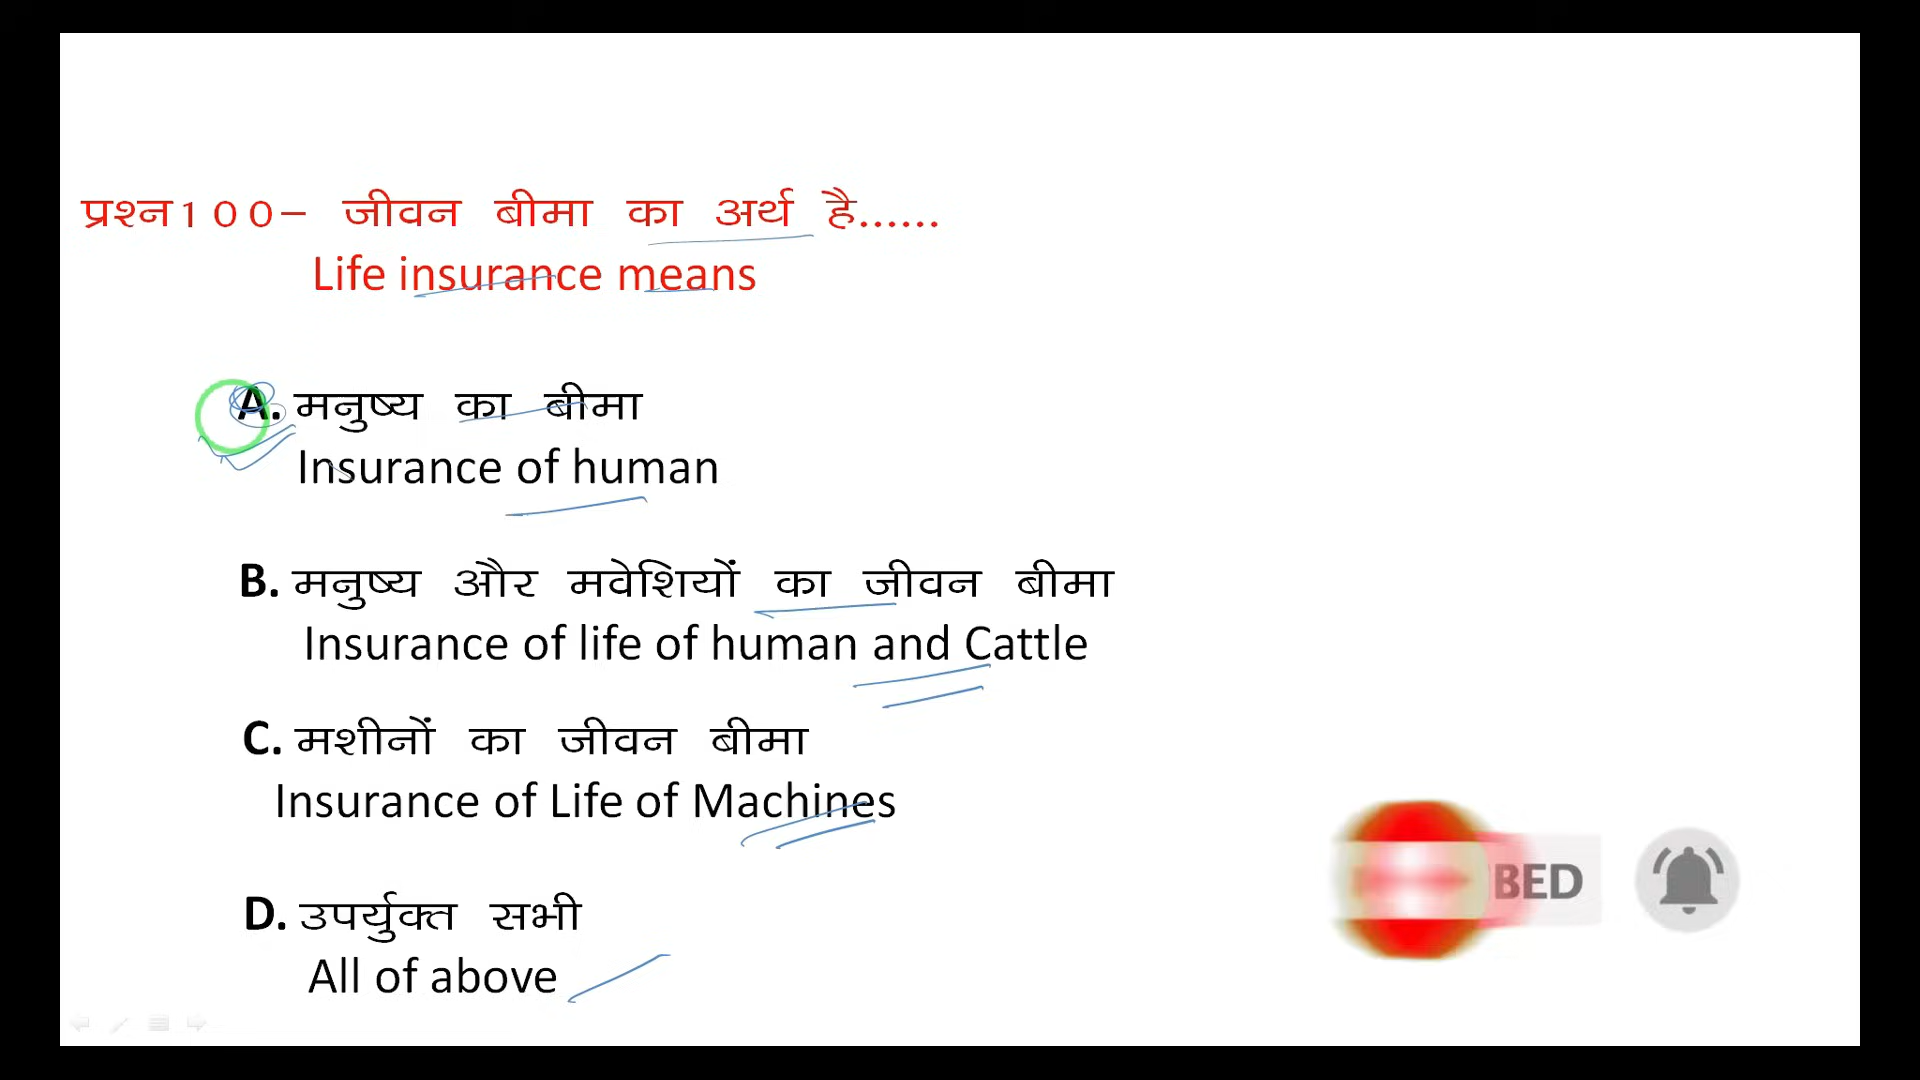 प्रश्न100– जीवन बीमा का अर्थ है......
Life insurance means
A. मनुष्य का बीमा
Insurance of human
B. मनुष्य और मवेशियों का जीवन बीमा
Insurance of life of human and Cattle
C. मशीनों का जीवन बीमा
Insurance of Life of Machines
D. उपर्युक्त सभी
All of above
BED